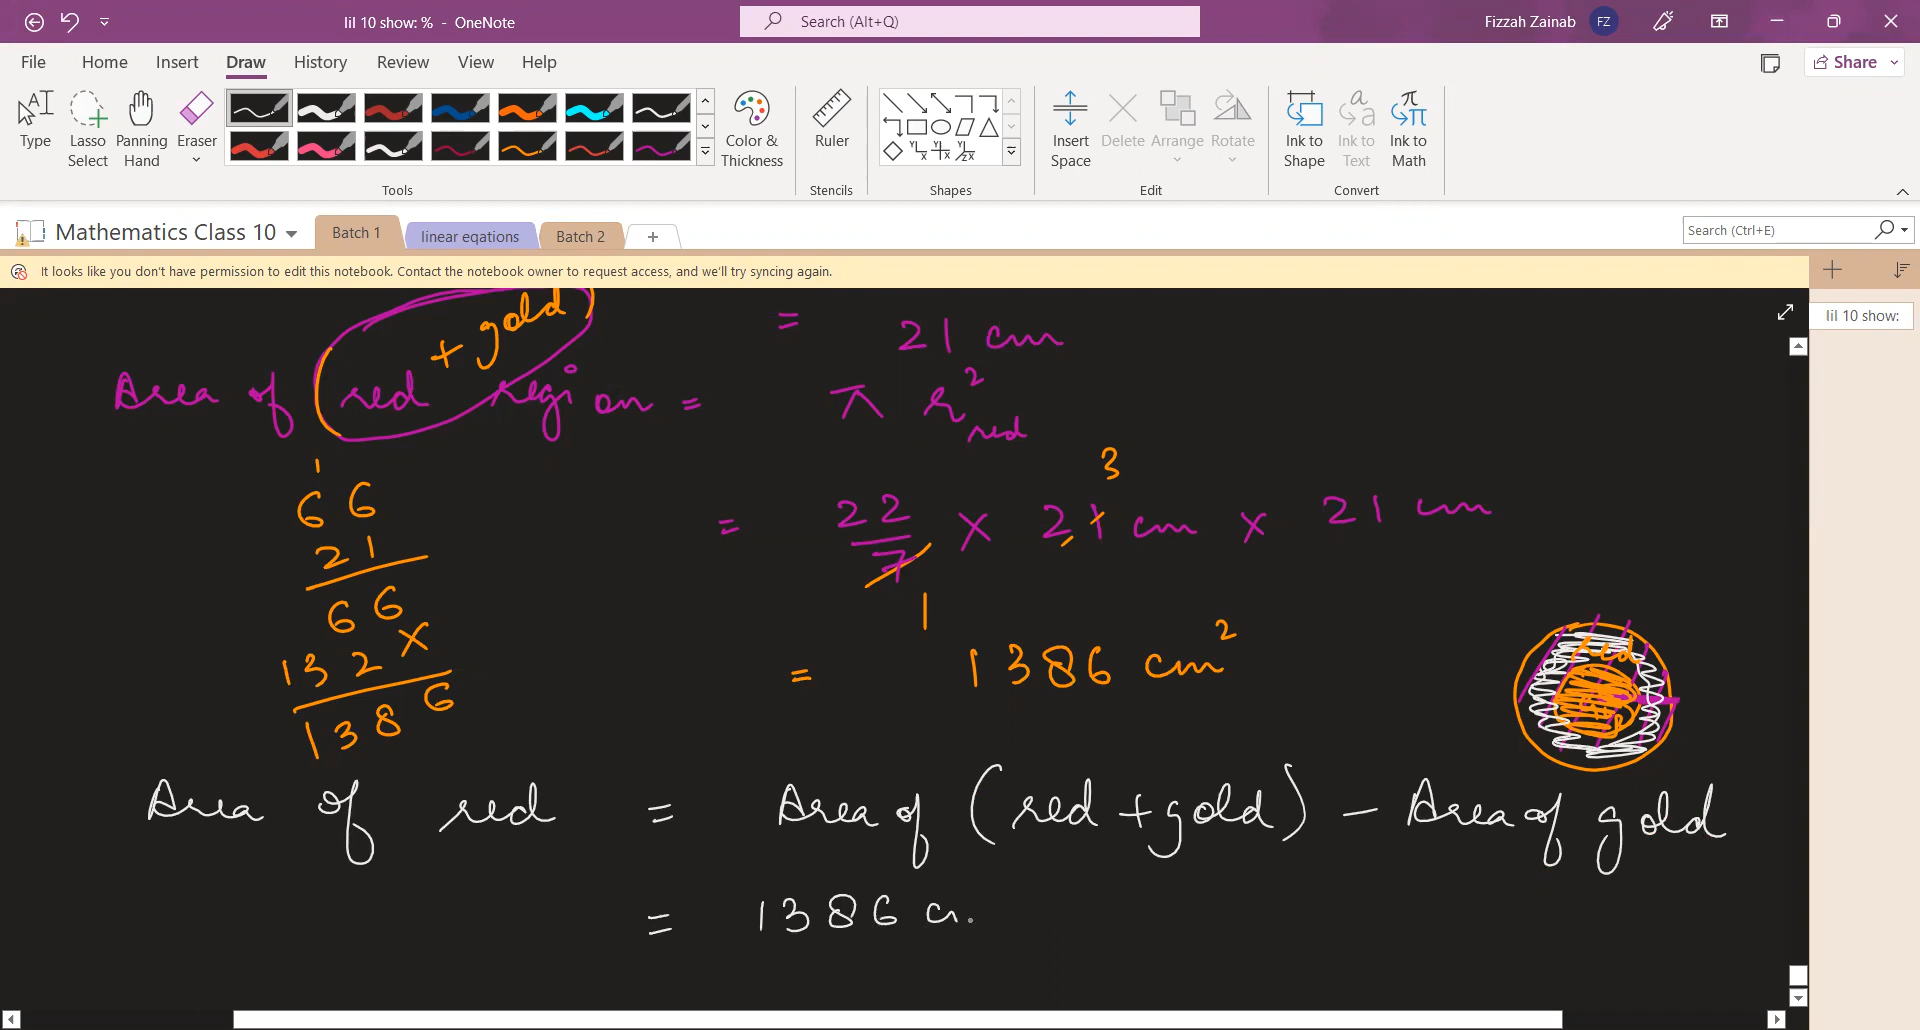 lil 10 show: % - OneNote
Search (Alt+Q)
Fizzah Zainab FZ
File Home Insert Draw History Review View Help
Share
Type Lasso Select Panning Hand Eraser
Color & Thickness
Ruler
Insert Space Delete Arrange Rotate
Ink to Shape Ink to Text Ink to Math
Tools Stencils Shapes Edit Convert
Mathematics Class 10 Batch 1 linear eqations Batch 2 +
Search (Ctrl+E)
It looks like you don't have permission to edit this notebook. Contact the notebook owner to request access, and we'll try syncing again.
lil 10 show:
= 21 cm
Area of (red + gold) region = π r²red
= 22/7 × 21 cm × 21 cm
3
1
= 1386 cm²
1
66
21
66
132×
1386
red
Area of red = Area of (red + gold) - Area of gold
= 1386 c